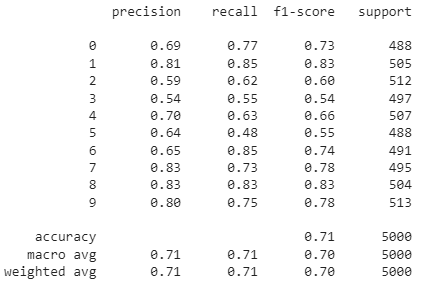 precision recall f1-score support
0 0.69 0.77 0.73 488
1 0.81 0.85 0.83 505
2 0.59 0.62 0.60 512
3 0.54 0.55 0.54 497
4 0.70 0.63 0.66 507
5 0.64 0.48 0.55 488
6 0.65 0.85 0.74 491
7 0.83 0.73 0.78 495
8 0.83 0.83 0.83 504
9 0.80 0.75 0.78 513
accuracy 0.71 5000
macro avg 0.71 0.71 0.70 5000
weighted avg 0.71 0.71 0.70 5000